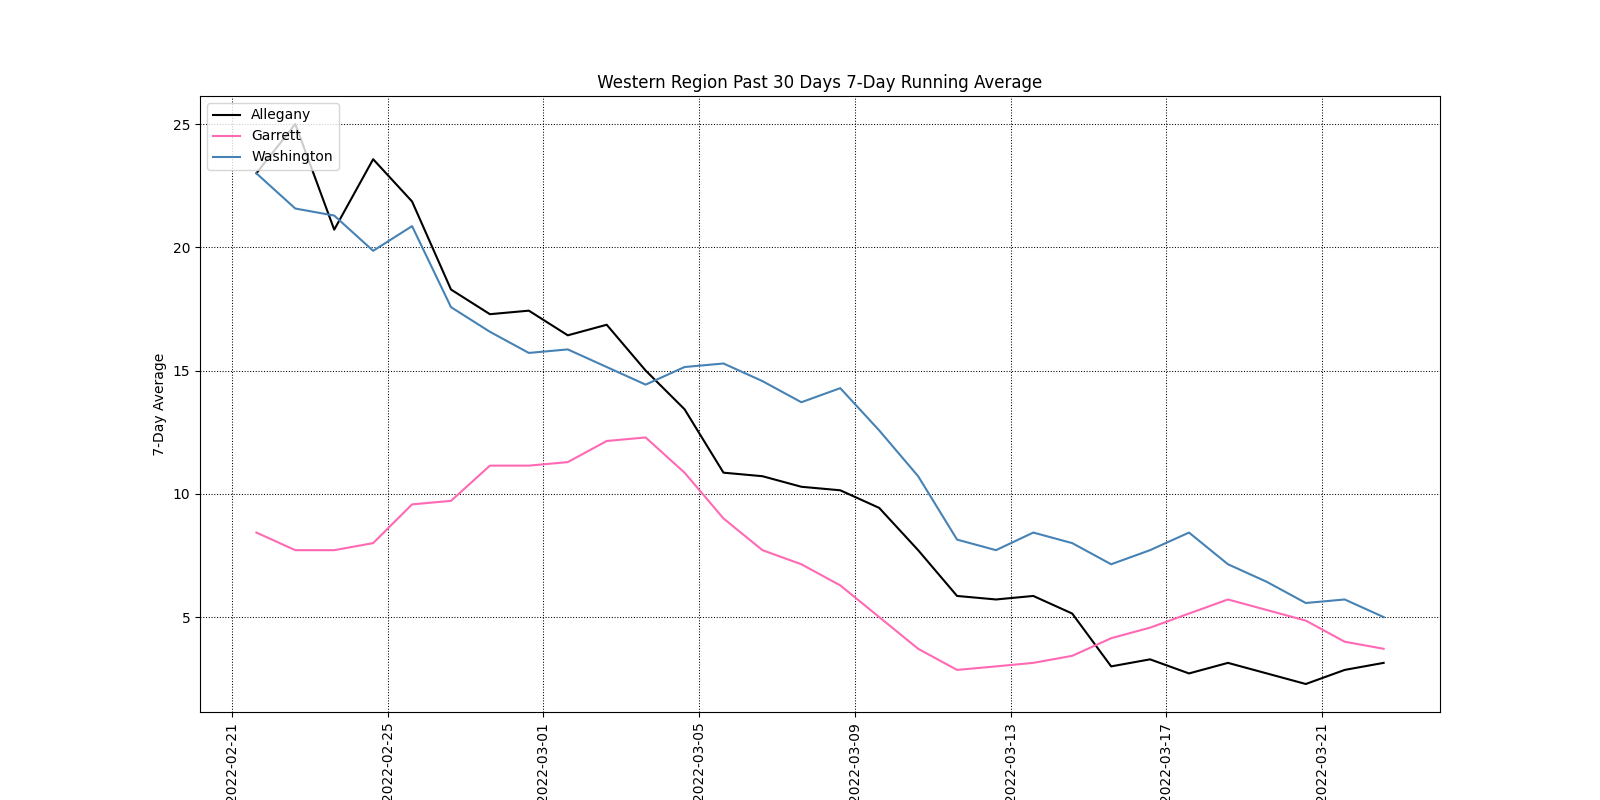 Western Region Past 30 Days 7-Day Running Average
Allegany
Garrett
Washington
7-Day Average
25
20
15
10
5
2022-02-21
2022-02-25
2022-03-01
2022-03-05
2022-03-09
2022-03-13
2022-03-17
2022-03-21